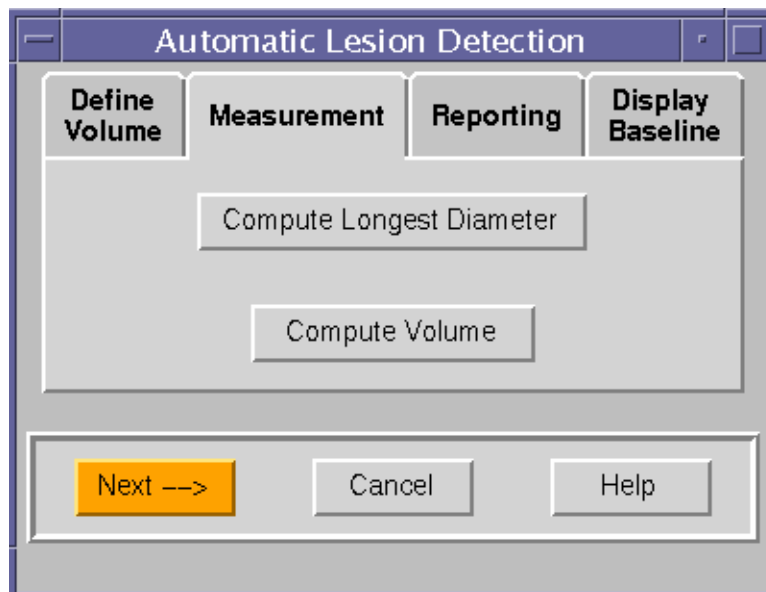 Automatic Lesion Detection
Define
Volume
Measurement
Reporting
Display
Baseline
Compute Longest Diameter
Compute Volume
Next -->
Cancel
Help